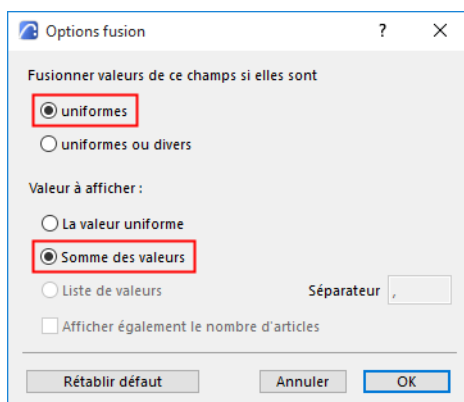 Options fusion
Fusionner valeurs de ce champs si elles sont
uniformes
uniformes ou divers
Valeur à afficher :
La valeur uniforme
Somme des valeurs
Liste de valeurs Séparateur ,
Afficher également le nombre d'articles
Rétablir défaut Annuler OK